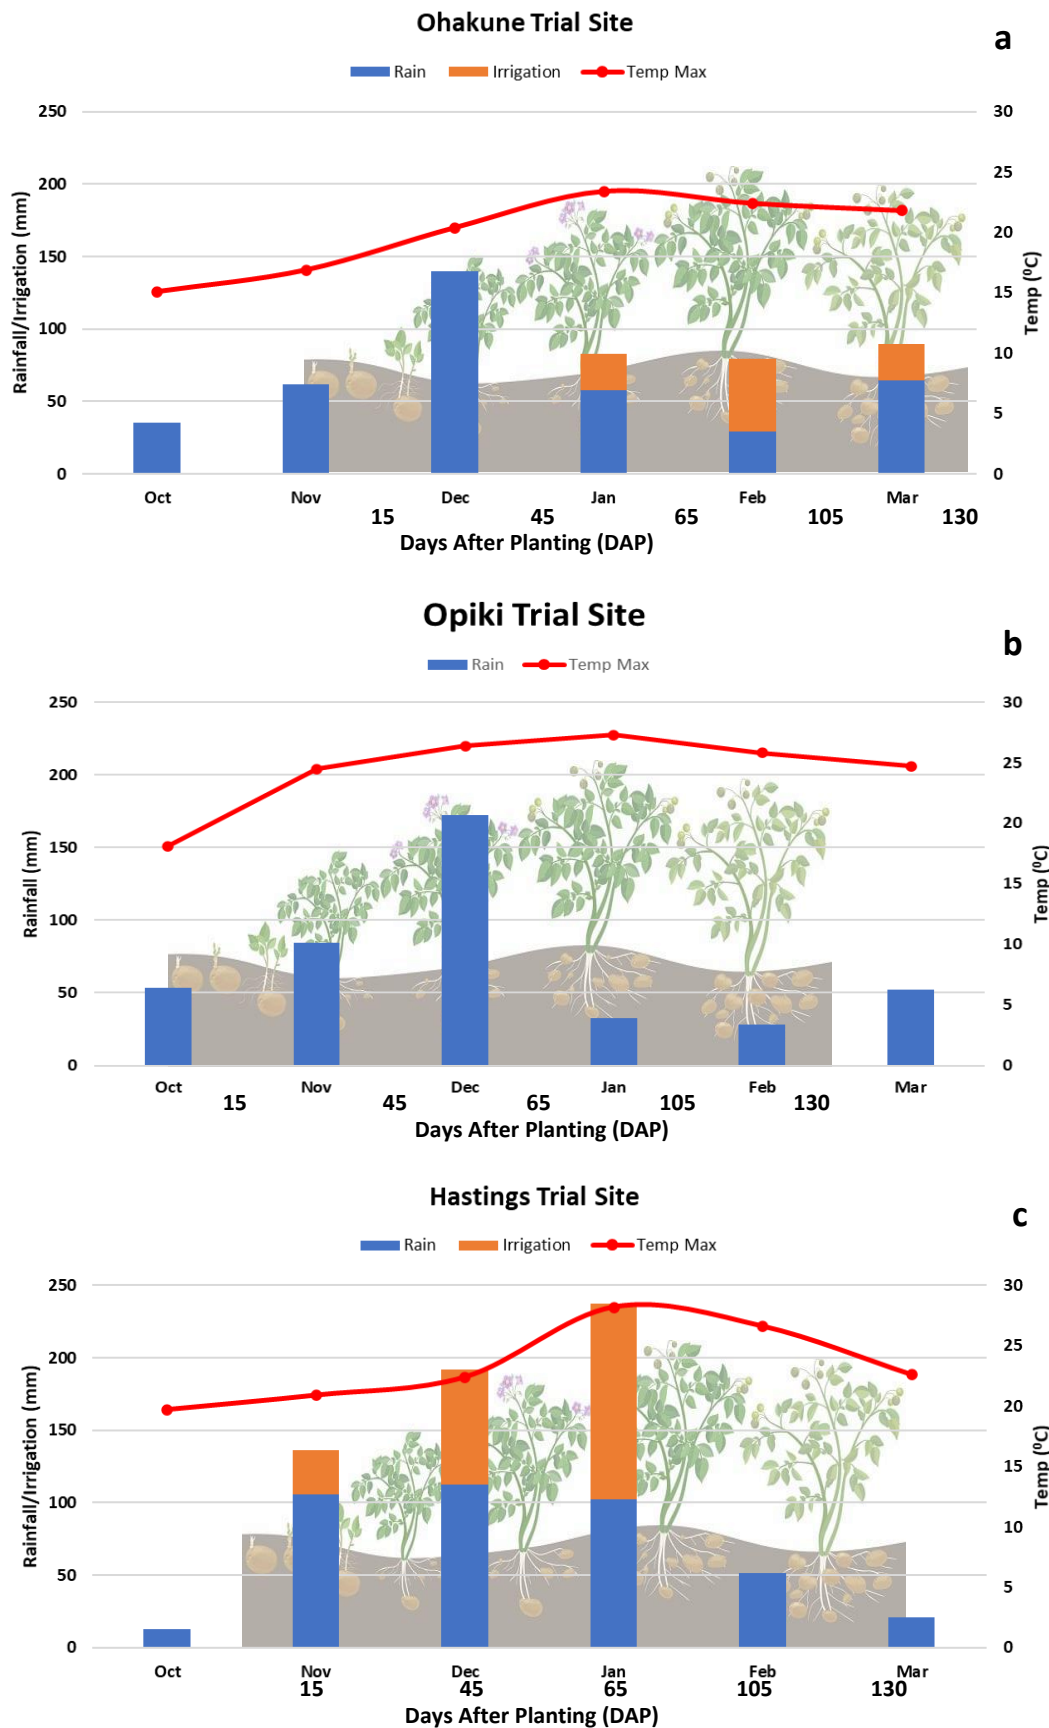 Ohakune Trial Site
a
Rain Irrigation Temp Max
250 30
25
200
20
150
15
100
10
50
5
0 0
Rainfall/Irrigation (mm)
Temp (⁰C)
Oct Nov Dec Jan Feb Mar
15 45 65 105 130
Days After Planting (DAP)
Opiki Trial Site
b
Rain Temp Max
250 30
25
200
20
150
15
100
10
50
5
0 0
Rainfall (mm)
Temp (⁰C)
Oct Nov Dec Jan Feb Mar
15 45 65 105 130
Days After Planting (DAP)
Hastings Trial Site
c
Rain Irrigation Temp Max
250 30
25
200
20
150
15
100
10
50
5
0 0
Rainfall/Irrigation (mm)
Temp (⁰C)
Oct Nov Dec Jan Feb Mar
15 45 65 105 130
Days After Planting (DAP)